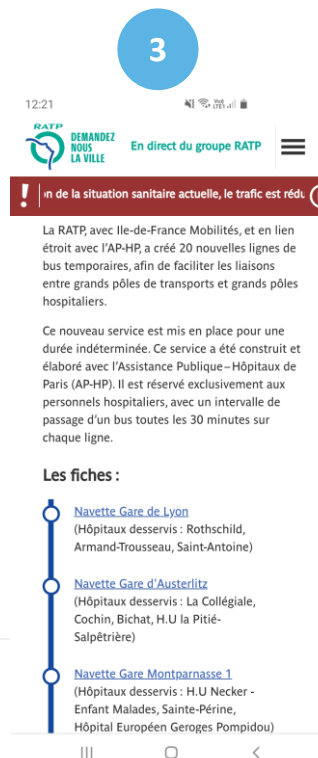 3
12:21
RATP
DEMANDEZ
NOUS
LA VILLE
En direct du groupe RATP
! on de la situation sanitaire actuelle, le trafic est rédu
La RATP, avec Ile-de-France Mobilités, et en lien
étroit avec l'AP-HP, a créé 20 nouvelles lignes de
bus temporaires, afin de faciliter les liaisons
entre grands pôles de transports et grands pôles
hospitaliers.
Ce nouveau service est mis en place pour une
durée indéterminée. Ce service a été construit et
élaboré avec l'Assistance Publique – Hôpitaux de
Paris (AP-HP). Il est réservé exclusivement aux
personnels hospitaliers, avec un intervalle de
passage d'un bus toutes les 30 minutes sur
chaque ligne.
Les fiches :
Navette Gare de Lyon
(Hôpitaux desservis : Rothschild,
Armand-Trousseau, Saint-Antoine)
Navette Gare d'Austerlitz
(Hôpitaux desservis : La Collégiale,
Cochin, Bichat, H.U la Pitié-
Salpêtrière)
Navette Gare Montparnasse 1
(Hôpitaux desservis : H.U Necker -
Enfant Malades, Sainte-Périne,
Hôpital Européen Geroges Pompidou)